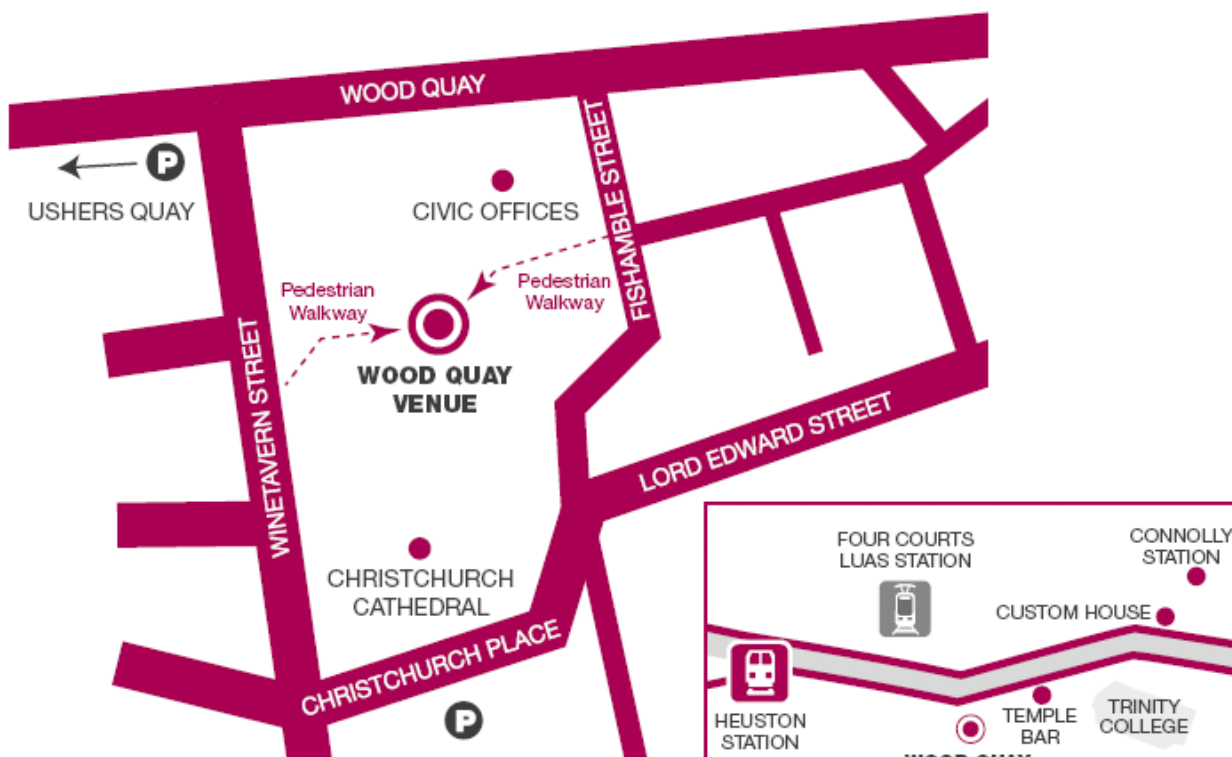 WOOD QUAY
P
USHERS QUAY
CIVIC OFFICES
FISHAMBLE STREET
Pedestrian
Walkway
Pedestrian
Walkway
WINETAVERN STREET
WOOD QUAY
VENUE
LORD EDWARD STREET
CHRISTCHURCH
CATHEDRAL
CHRISTCHURCH PLACE
P
FOUR COURTS
LUAS STATION
CONNOLLY
STATION
CUSTOM HOUSE
HEUSTON
STATION
TEMPLE
BAR
TRINITY
COLLEGE
WOOD QUAY